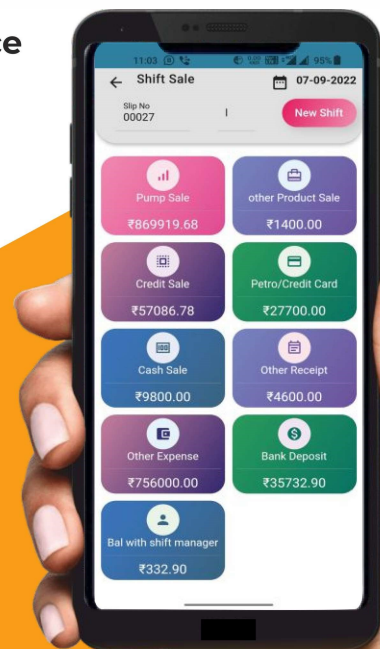 ce
11:03
95%
Shift Sale
07-09-2022
Slip No
00027
I
New Shift
Pump Sale
₹869919.68
other Product Sale
₹1400.00
Credit Sale
₹57086.78
Petro/Credit Card
₹27700.00
Cash Sale
₹9800.00
Other Receipt
₹4600.00
Other Expense
₹756000.00
Bank Deposit
₹35732.90
Bal with shift manager
₹332.90